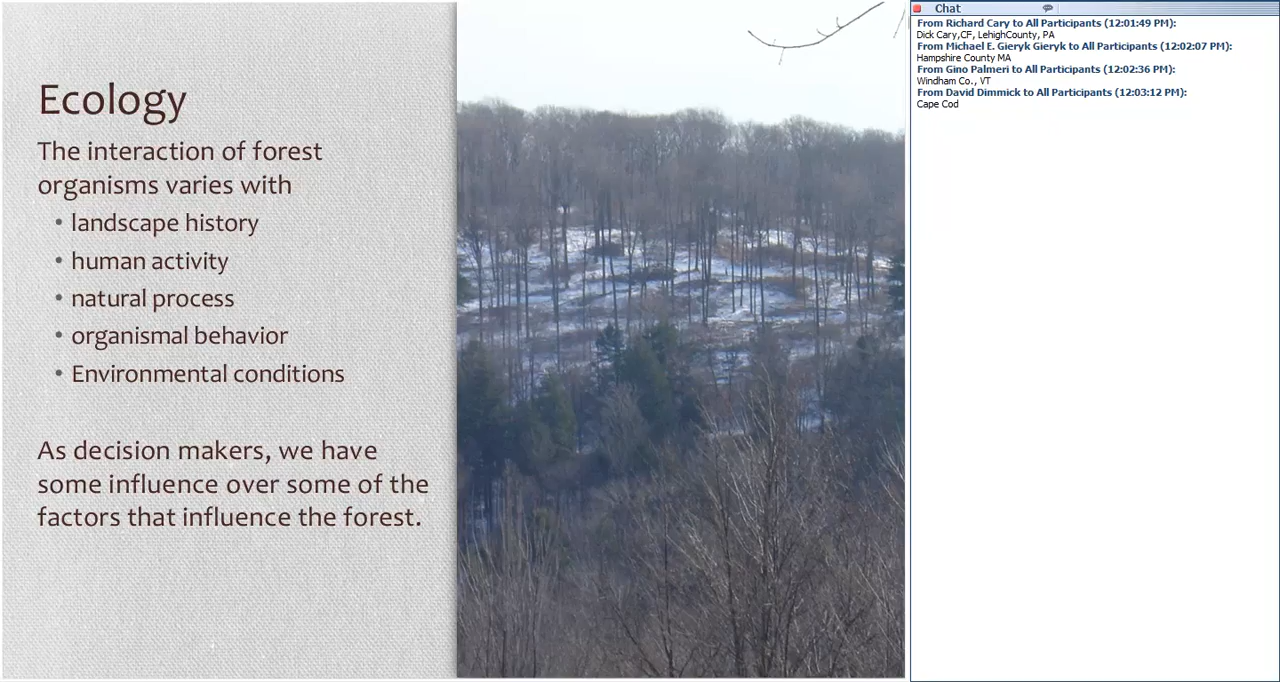 Ecology
The interaction of forest
organisms varies with
• landscape history
• human activity
• natural process
• organismal behavior
• Environmental conditions
As decision makers, we have
some influence over some of the
factors that influence the forest.
Chat
From Richard Cary to All Participants (12:01:49 PM):
Dick Cary,CF, LehighCounty, PA
From Michael E. Gieryk Gieryk to All Participants (12:02:07 PM):
Hampshire County MA
From Gino Palmeri to All Participants (12:02:36 PM):
Windham Co., VT
From David Dimmick to All Participants (12:03:12 PM):
Cape Cod